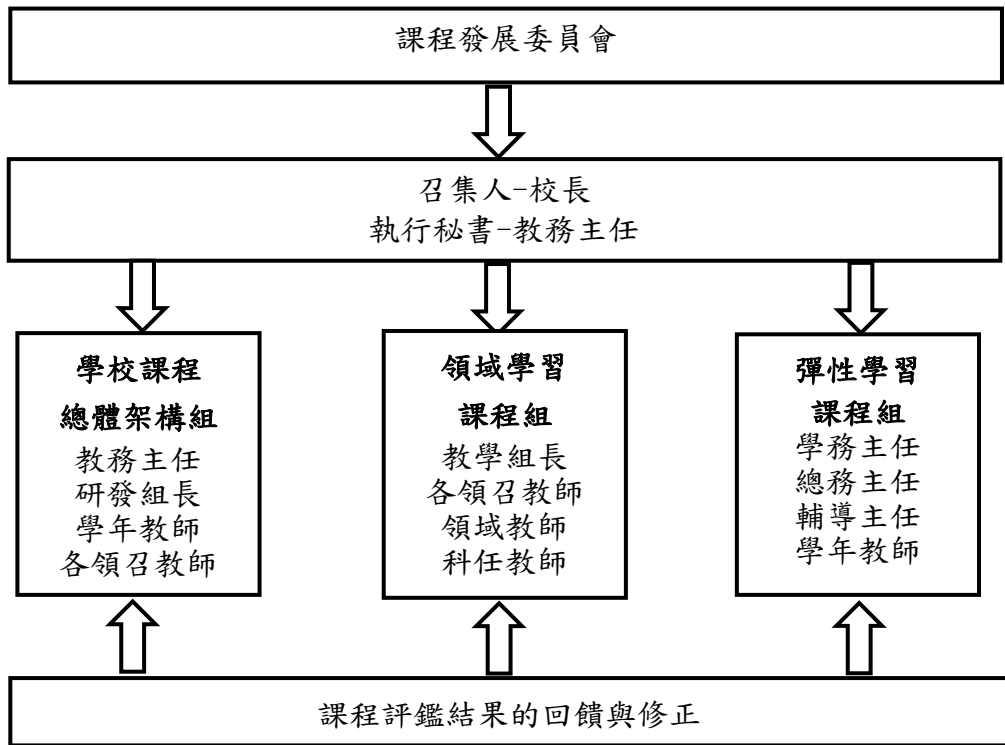 課程發展委員會
召集人-校長
執行秘書-教務主任
學校課程
總體架構組
教務主任
研發組長
學年教師
各領召教師
領域學習
課程組
教學組長
各領召教師
領域教師
科任教師
彈性學習
課程組
學務主任
總務主任
輔導主任
學年教師
課程評鑑結果的回饋與修正